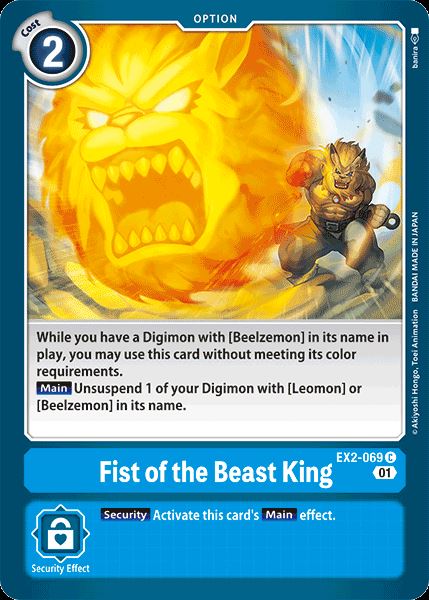 OPTION
Cost
2
banira
While you have a Digimon with [Beelzemon] in its name in
play, you may use this card without meeting its color
requirements.
Main Unsuspend 1 of your Digimon with [Leomon] or
[Beelzemon] in its name.
©Akiyoshi Hongo, Toei Animation BANDAI MADE IN JAPAN
EX2-069 C
Fist of the Beast King
01
Security Activate this card's Main effect.
Security Effect